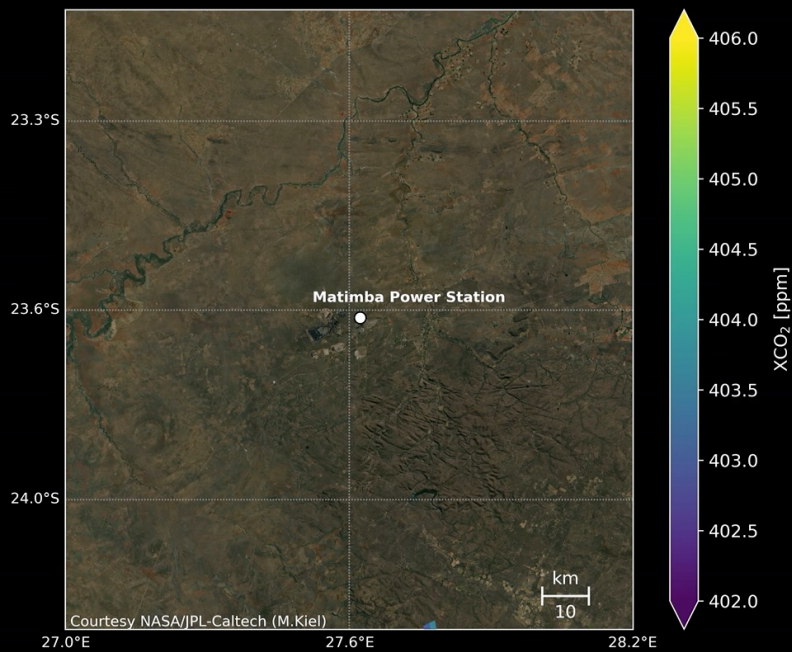 406.0
23.3°S
405.5
405.0
404.5
XCO₂ [ppm]
Matimba Power Station
23.6°S
404.0
403.5
403.0
24.0°S
402.5
km
10
402.0
Courtesy NASA/JPL-Caltech (M.Kiel)
27.0°E
27.6°E
28.2°E